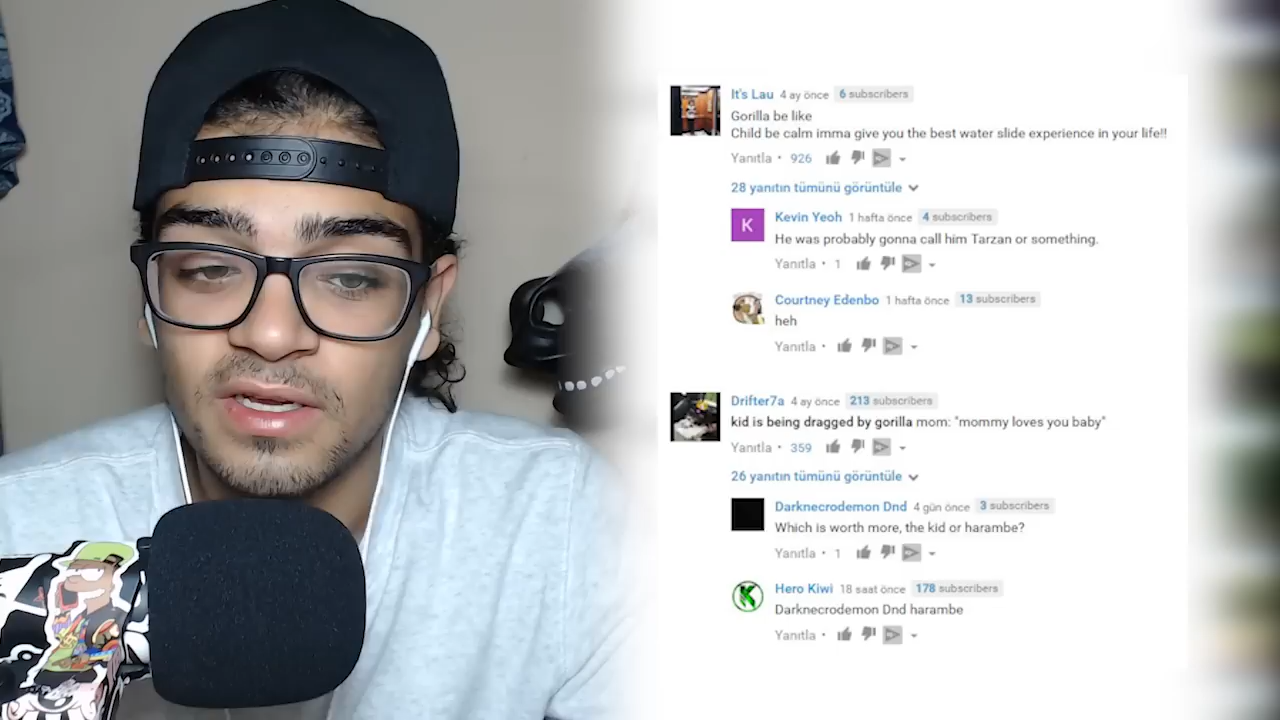 It's Lau 4 ay önce 6 subscribers
Gorilla be like
Child be calm imma give you the best water slide experience in your life!!
Yanıtla • 926
28 yanıtın tümünü görüntüle
K
Kevin Yeoh 1 hafta önce 4 subscribers
He was probably gonna call him Tarzan or something.
Yanıtla • 1
Courtney Edenbo 1 hafta önce 13 subscribers
heh
Yanıtla •
Drifter7a 4 ay önce 213 subscribers
kid is being dragged by gorilla mom: "mommy loves you baby"
Yanıtla • 359
26 yanıtın tümünü görüntüle
Darknecrodemon Dnd 4 gün önce 3 subscribers
Which is worth more, the kid or harambe?
Yanıtla • 1
K
Hero Kiwi 18 saat önce 178 subscribers
Darknecrodemon Dnd harambe
Yanıtla •